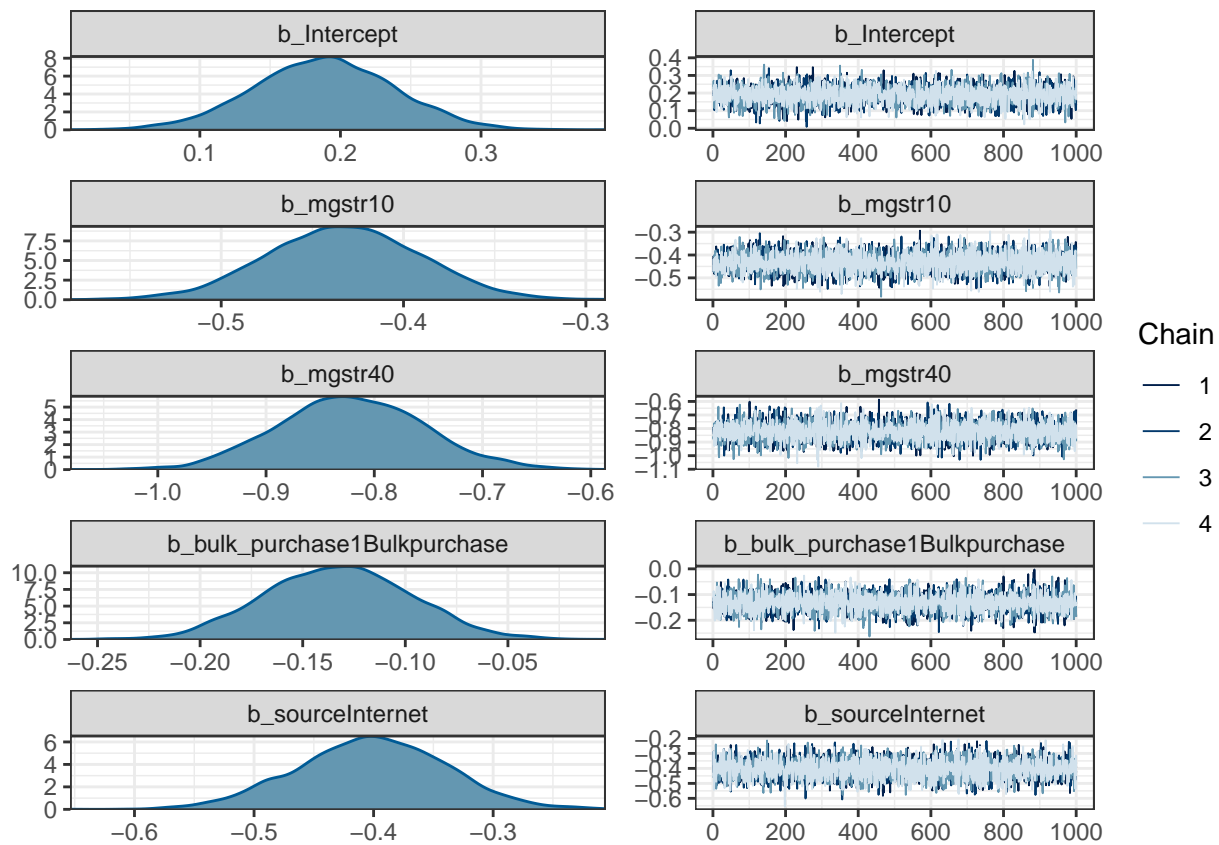 b_Intercept
8
6
4
2
0
0.1 0.2 0.3
b_Intercept
0.4
0.3
0.2
0.1
0.0
0 200 400 600 800 1000
b_mgstr10
7.5
5.0
2.5
0.0
−0.5 −0.4 −0.3
b_mgstr10
−0.3
−0.4
−0.5
0 200 400 600 800 1000
b_mgstr40
5
4
3
2
1
0
−1.0 −0.9 −0.8 −0.7 −0.6
b_mgstr40
−0.6
−0.7
−0.8
−0.9
−1.0
−1.1
0 200 400 600 800 1000
b_bulk_purchase1Bulkpurchase
10.0
7.5
5.0
2.5
0.0
−0.25 −0.20 −0.15 −0.10 −0.05
b_bulk_purchase1Bulkpurchase
0.0
−0.1
−0.2
0 200 400 600 800 1000
b_sourceInternet
6
4
2
0
−0.6 −0.5 −0.4 −0.3
b_sourceInternet
−0.2
−0.3
−0.4
−0.5
−0.6
0 200 400 600 800 1000
Chain
1
2
3
4